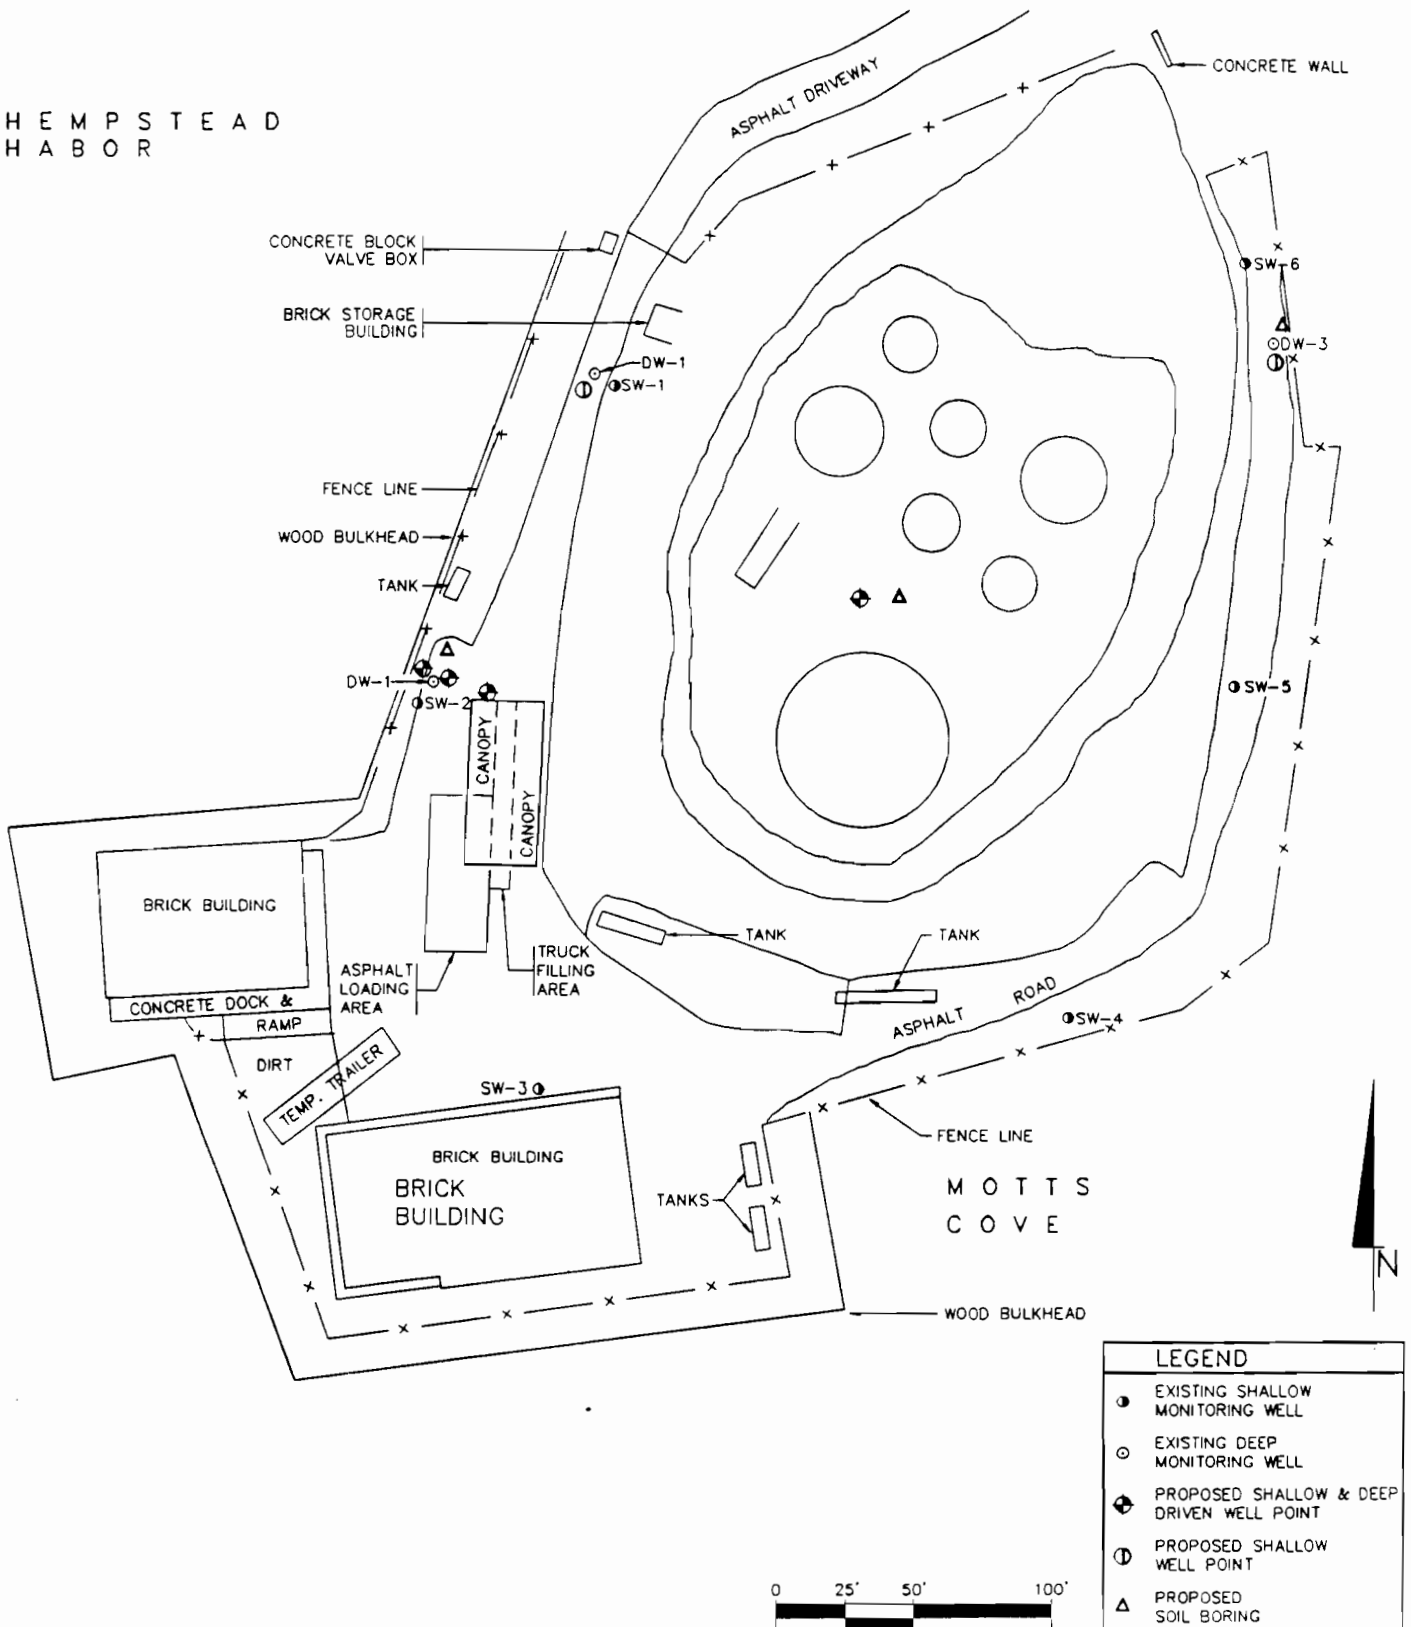 HEMPSTEAD
HABOR
ASPHALT DRIVEWAY
CONCRETE WALL
CONCRETE BLOCK
VALVE BOX
BRICK STORAGE
BUILDING
SW-6
DW-3
DW-1
SW-1
FENCE LINE
WOOD BULKHEAD
TANK
DW-1
SW-2
SW-5
CANOPY
CANOPY
BRICK BUILDING
TANK
TANK
ASPHALT
LOADING
AREA
TRUCK
FILLING
AREA
CONCRETE DOCK &
RAMP
ASPHALT ROAD
SW-4
DIRT
TEMP. TRAILER
SW-3
FENCE LINE
BRICK BUILDING
BRICK
BUILDING
TANKS
MOTTS
COVE
N
WOOD BULKHEAD
LEGEND
EXISTING SHALLOW
MONITORING WELL
EXISTING DEEP
MONITORING WELL
PROPOSED SHALLOW & DEEP
DRIVEN WELL POINT
PROPOSED SHALLOW
WELL POINT
PROPOSED
SOIL BORING
0 25' 50' 100'